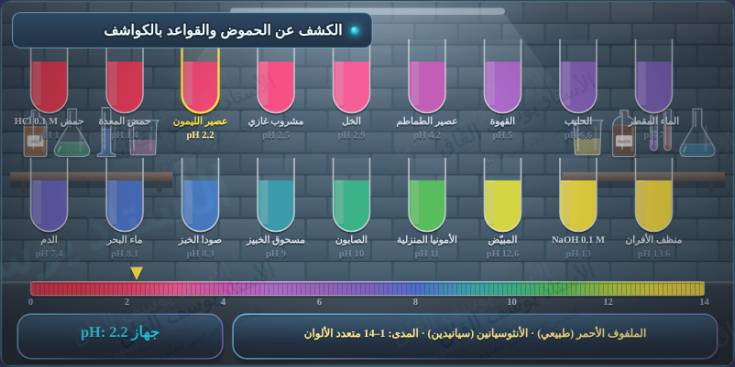 الكشف عن الحموض والقواعد بالكواشف
حمض HCl 0.1 M
حمض المعدة
عصير الليمون
pH 2.2
مشروب غازي
pH 2.5
الخل
pH 2.9
عصير الطماطم
pH 4.2
القهوة
pH 5
الحليب
pH 6.6
الماء المقطر
الدم
pH 7.4
ماء البحر
pH 8.1
صودا الخبز
pH 8.3
مسحوق الخبيز
pH 9
الصابون
pH 10
الأمونيا المنزلية
pH 11
المبيّض
pH 12.6
NaOH 0.1 M
pH 13
منظف الأفران
pH 13.6
0 2 4 6 8 10 12 14
جهاز pH: 2.2
الملفوف الأحمر (طبيعي) · الأنثوسيانين (سيانيدين) · المدى: 1–14 متعدد الألوان